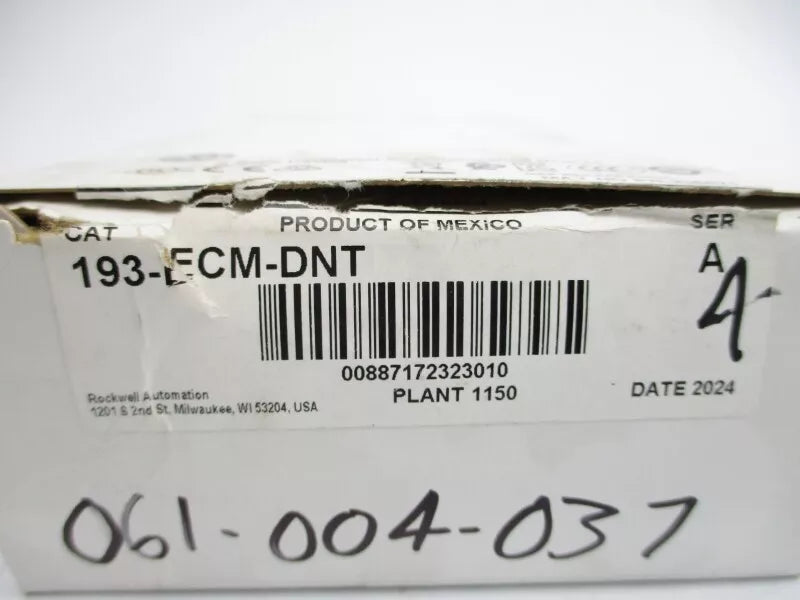 CAT
PRODUCT OF MEXICO
SER
193-ECM-DNT
A
4
00887172323010
PLANT 1150
DATE 2024
Rockwell Automation
1201 S 2nd St, Milwaukee, WI 53204, USA
061-004-037